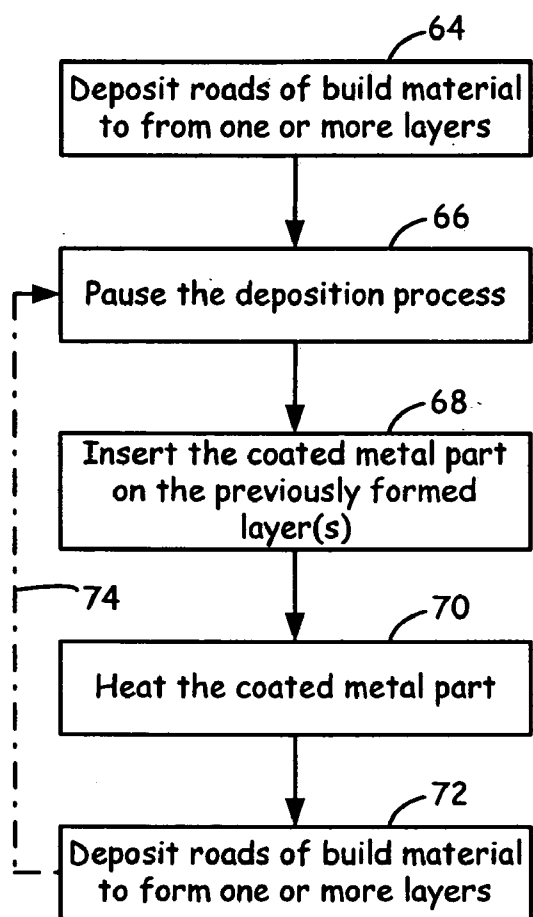 64
Deposit roads of build material
to from one or more layers
66
Pause the deposition process
68
Insert the coated metal part
on the previously formed
layer(s)
74
70
Heat the coated metal part
72
Deposit roads of build material
to form one or more layers